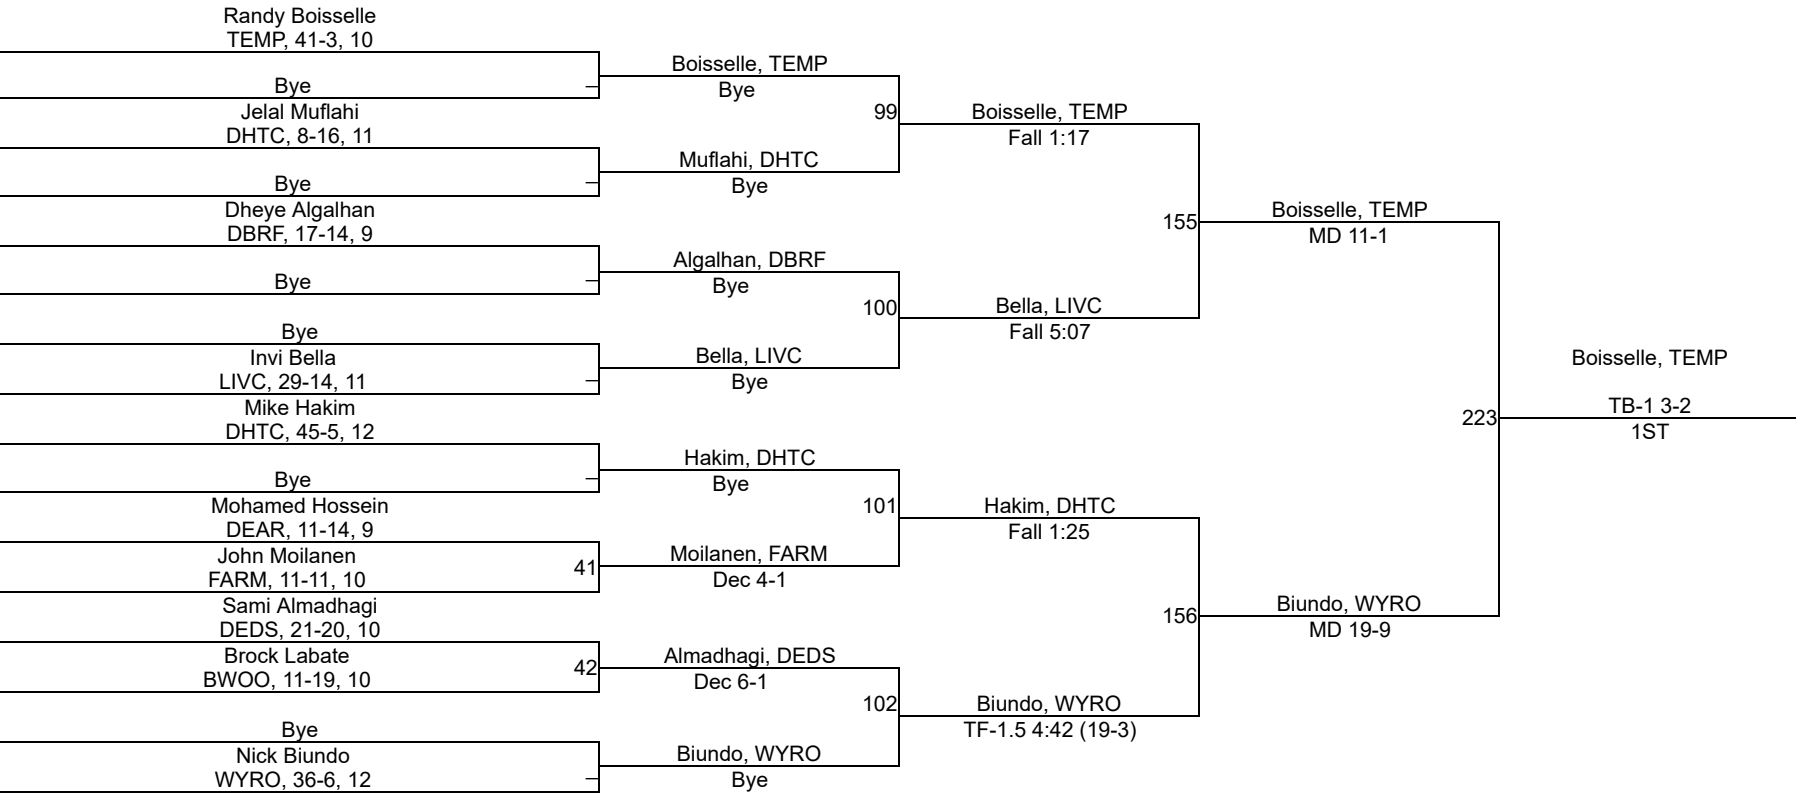 Randy Boisselle
TEMP, 41-3, 10
Bye
Jelal Muflahi
DHTC, 8-16, 11
Bye
Dheye Algalhan
DBRF, 17-14, 9
Bye
Bye
Invi Bella
LIVC, 29-14, 11
Mike Hakim
DHTC, 45-5, 12
Bye
Mohamed Hossein
DEAR, 11-14, 9
John Moilanen
FARM, 11-11, 10
Sami Almadhagi
DEDS, 21-20, 10
Brock Labate
BWOO, 11-19, 10
Bye
Nick Biundo
WYRO, 36-6, 12
41
42
Boisselle, TEMP
Bye
Muflahi, DHTC
Bye
Algalhan, DBRF
Bye
Bella, LIVC
Bye
Hakim, DHTC
Bye
Moilanen, FARM
Dec 4-1
Almadhagi, DEDS
Dec 6-1
Biundo, WYRO
Bye
99
100
101
102
Boisselle, TEMP
Fall 1:17
Bella, LIVC
Fall 5:07
Hakim, DHTC
Fall 1:25
Biundo, WYRO
TF-1.5 4:42 (19-3)
155
156
Boisselle, TEMP
MD 11-1
Biundo, WYRO
MD 19-9
223
Boisselle, TEMP
TB-1 3-2
1ST